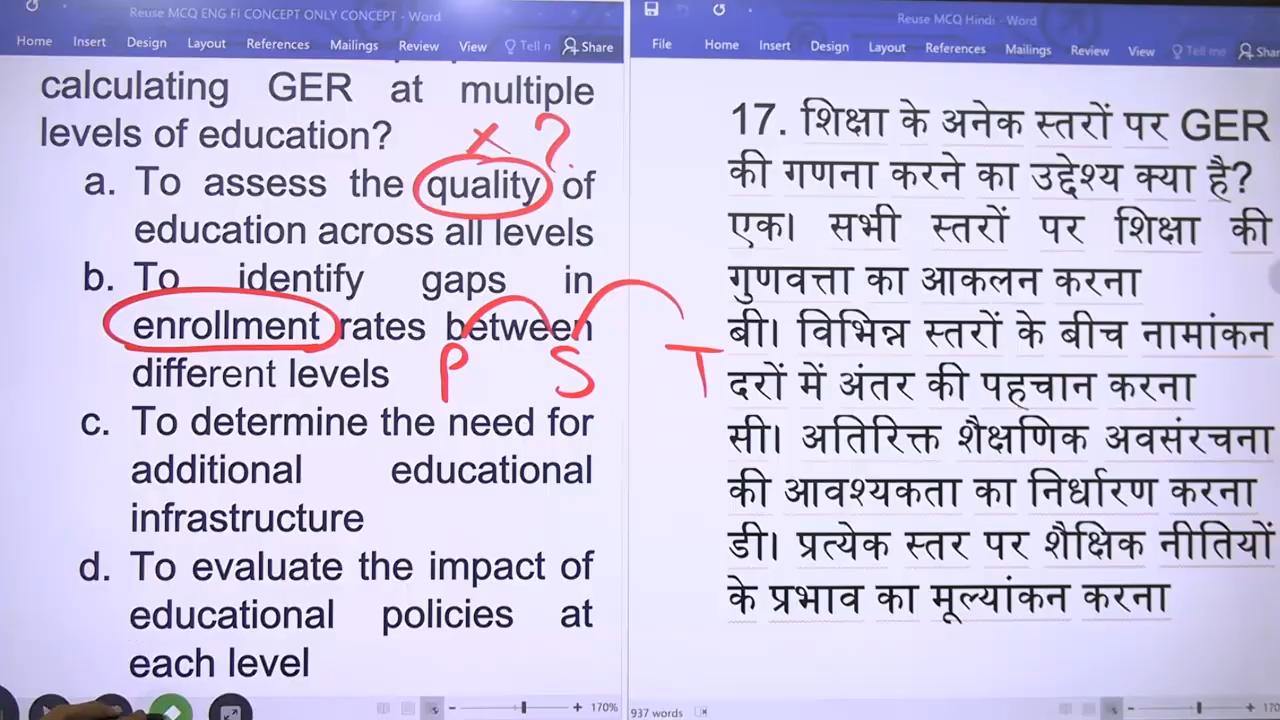 Reuse MCQ ENG FI CONCEPT ONLY CONCEPT - Word
Home Insert Design Layout References Mailings Review View Tell n Share
calculating GER at multiple
levels of education?
x ?
a. To assess the quality of
education across all levels
b. To identify gaps in
enrollment rates between
different levels
P S T
c. To determine the need for
additional educational
infrastructure
d. To evaluate the impact of
educational policies at
each level
170%
Reuse MCQ Hindi - Word
File Home Insert Design Layout References Mailings Review View Tell me Shar
17. शिक्षा के अनेक स्तरों पर GER
की गणना करने का उद्देश्य क्या है?
एक। सभी स्तरों पर शिक्षा की
गुणवत्ता का आकलन करना
बी। विभिन्न स्तरों के बीच नामांकन
दरों में अंतर की पहचान करना
सी। अतिरिक्त शैक्षणिक अवसंरचना
की आवश्यकता का निर्धारण करना
डी। प्रत्येक स्तर पर शैक्षिक नीतियों
के प्रभाव का मूल्यांकन करना
937 words 170